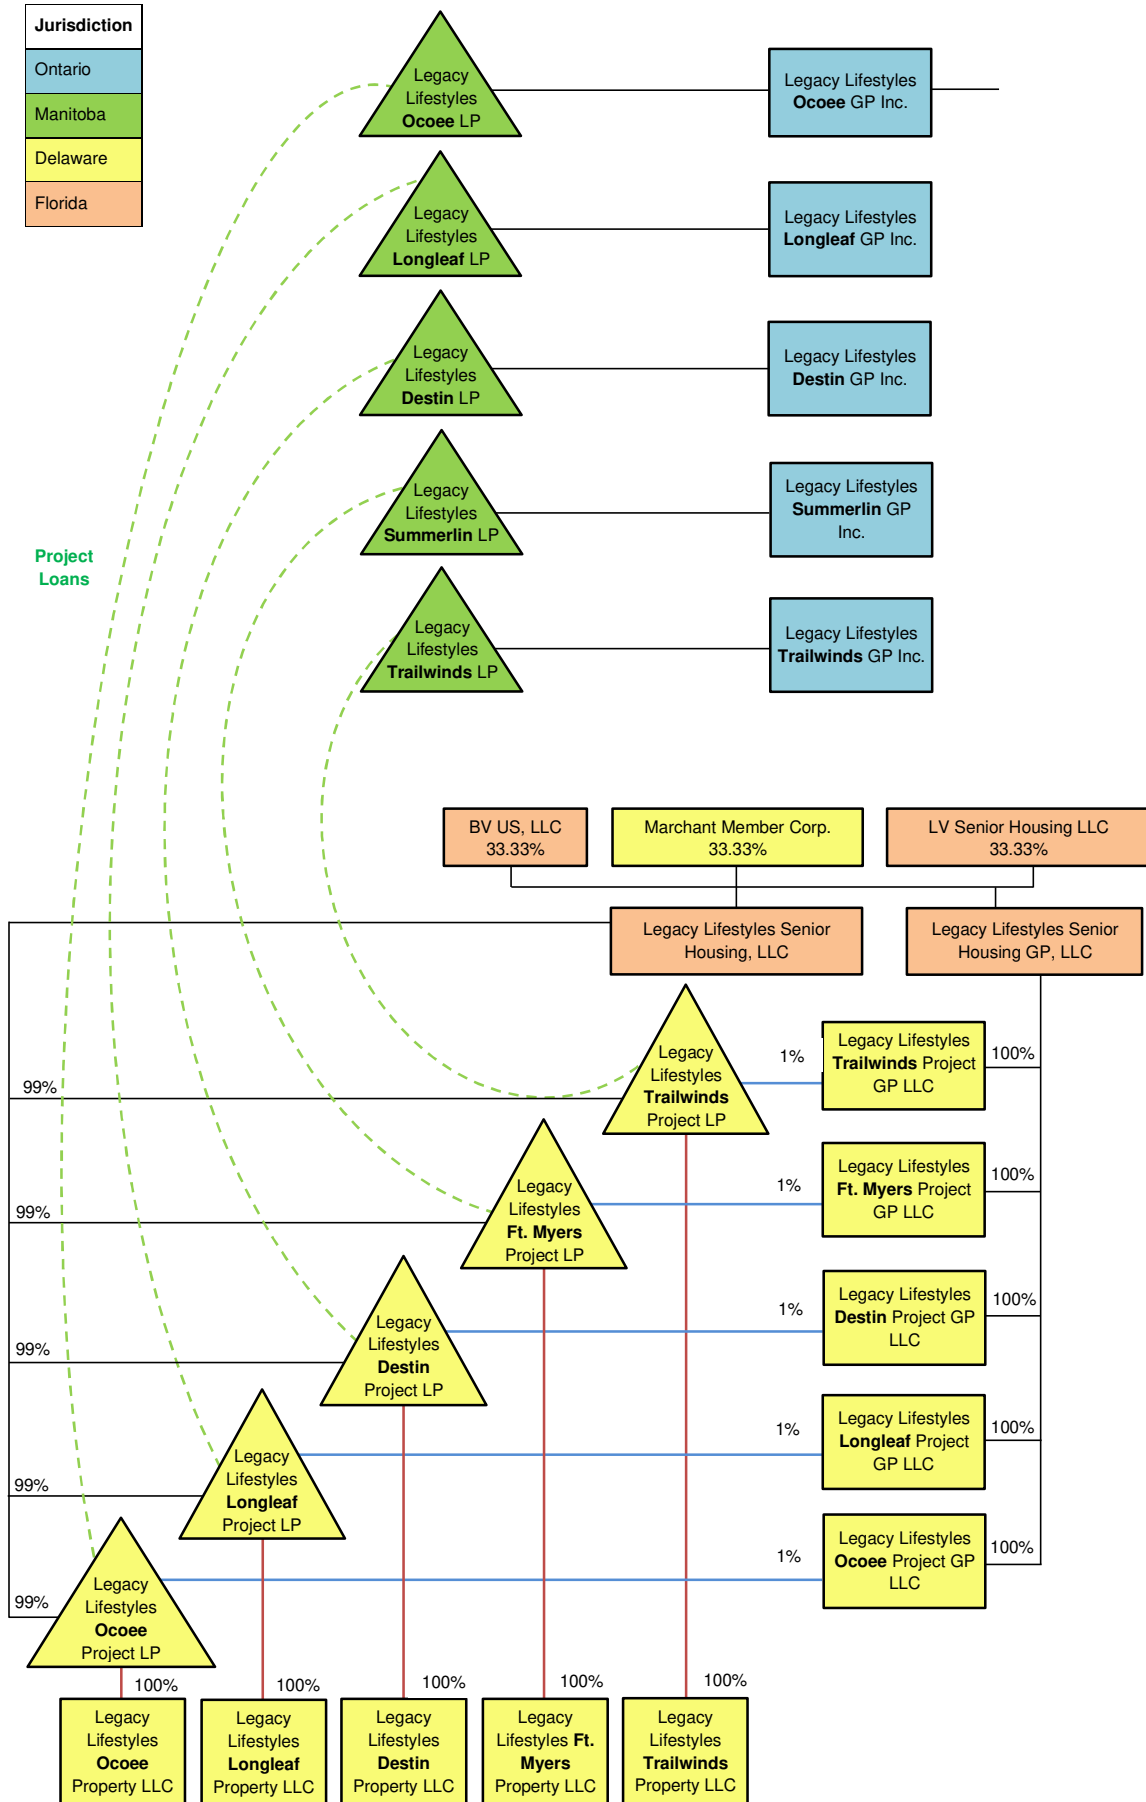 Jurisdiction
Ontario
Manitoba
Delaware
Florida
Legacy
Lifestyles
Ocoee LP
Legacy Lifestyles
Ocoee GP Inc.
Legacy
Lifestyles
Longleaf LP
Legacy Lifestyles
Longleaf GP Inc.
Legacy
Lifestyles
Destin LP
Legacy Lifestyles
Destin GP Inc.
Legacy
Lifestyles
Summerlin LP
Legacy Lifestyles
Summerlin GP
Inc.
Project
Loans
Legacy
Lifestyles
Trailwinds LP
Legacy Lifestyles
Trailwinds GP Inc.
BV US, LLC
33.33%
Marchant Member Corp.
33.33%
LV Senior Housing LLC
33.33%
Legacy Lifestyles Senior
Housing, LLC
Legacy Lifestyles Senior
Housing GP, LLC
99%
Legacy
Lifestyles
Trailwinds
Project LP
1%
Legacy Lifestyles
Trailwinds Project
GP LLC
100%
99%
Legacy
Lifestyles
Ft. Myers
Project LP
1%
Legacy Lifestyles
Ft. Myers Project
GP LLC
100%
99%
Legacy
Lifestyles
Destin
Project LP
1%
Legacy Lifestyles
Destin Project GP
LLC
100%
99%
Legacy
Lifestyles
Longleaf
Project LP
1%
Legacy Lifestyles
Longleaf Project
GP LLC
100%
99%
Legacy
Lifestyles
Ocoee
Project LP
1%
Legacy Lifestyles
Ocoee Project GP
LLC
100%
100%
100%
100%
100%
100%
Legacy
Lifestyles
Ocoee
Property LLC
Legacy
Lifestyles
Longleaf
Property LLC
Legacy
Lifestyles
Destin
Property LLC
Legacy
Lifestyles Ft.
Myers
Property LLC
Legacy
Lifestyles
Trailwinds
Property LLC